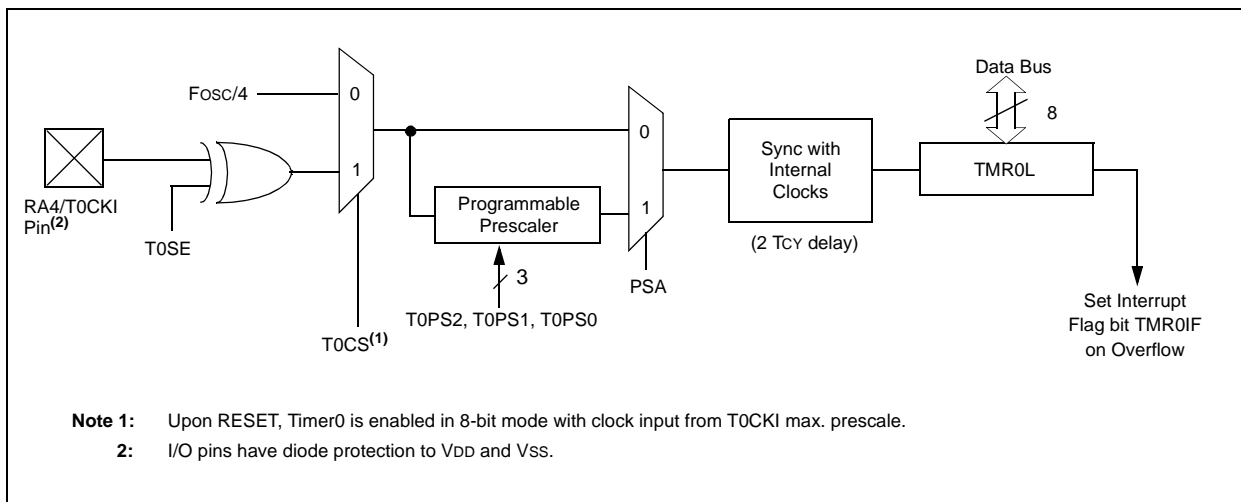 Data Bus
FOSC/4
0
8
0
1
Sync with
Internal
Clocks
TMR0L
RA4/T0CKI
Pin(2)
Programmable
Prescaler
1
T0SE
(2 TCY delay)
3
PSA
T0PS2, T0PS1, T0PS0
Set Interrupt
Flag bit TMR0IF
on Overflow
T0CS(1)
Note 1: Upon RESET, Timer0 is enabled in 8-bit mode with clock input from T0CKI max. prescale.
2: I/O pins have diode protection to VDD and VSS.